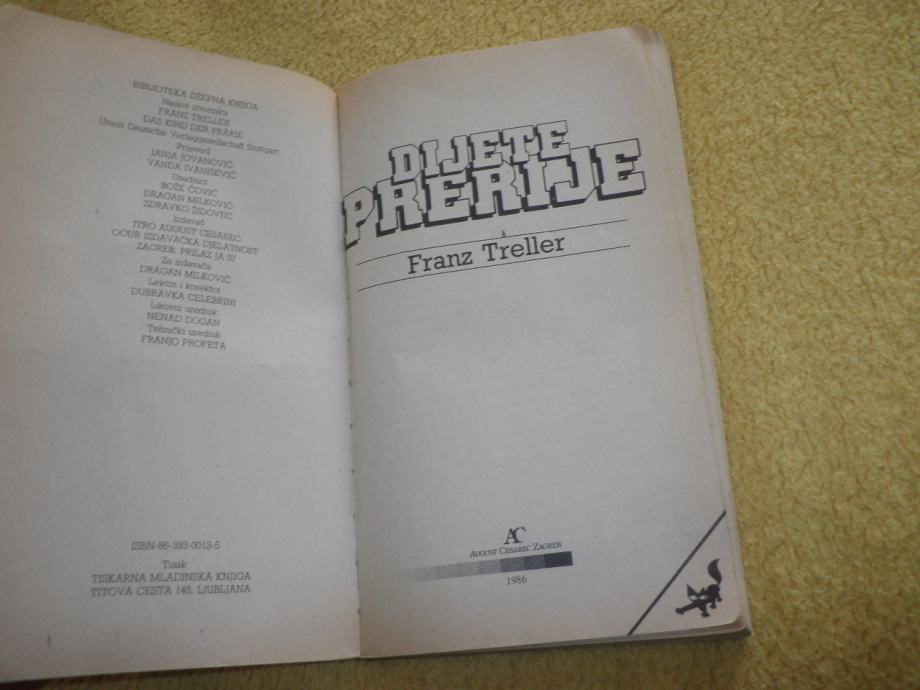 BIBLIOTEKA DŽEPNA KNJIGA
Naslov izvornika
FRANZ TRELLER
DAS KIND DER PRÄRIE
Union Deutsche Verlaggesellschaft Stuttgart
Prijevod
JANJA JOVANOVIĆ
VANDA IVANIŠEVIĆ
Urednici
BOŽE ČOVIĆ
DRAGAN MILKOVIĆ
ZDRAVKO ŽIDOVEC
Izdavač
ITRO AUGUST CESAREC
OOUR IZDAVAČKA DJELATNOST
ZAGREB, PRILAZ JA 57
Za izdavača
DRAGAN MILKOVIĆ
Lektor i korektor
DUBRAVKA CELEBRINI
Likovni urednik
NENAD DOGAN
Tehnički urednik
FRANJO PROFETA
ISBN-86-393-0013-5
Tisak
TISKARNA MLADINSKA KNJIGA
TITOVA CESTA 145, LJUBLJANA
DIJETE
PRERIJE
Franz Treller
AC
AUGUST CESAREC ZAGREB
1986